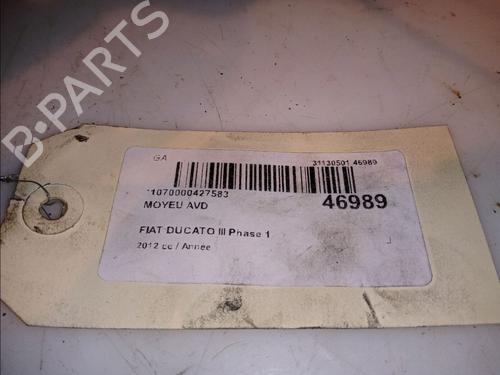 B-PARTS
GA
31130501 46989
11070000427583
MOYEU AVD
46989
FIAT DUCATO III Phase 1
2012 cc / Année